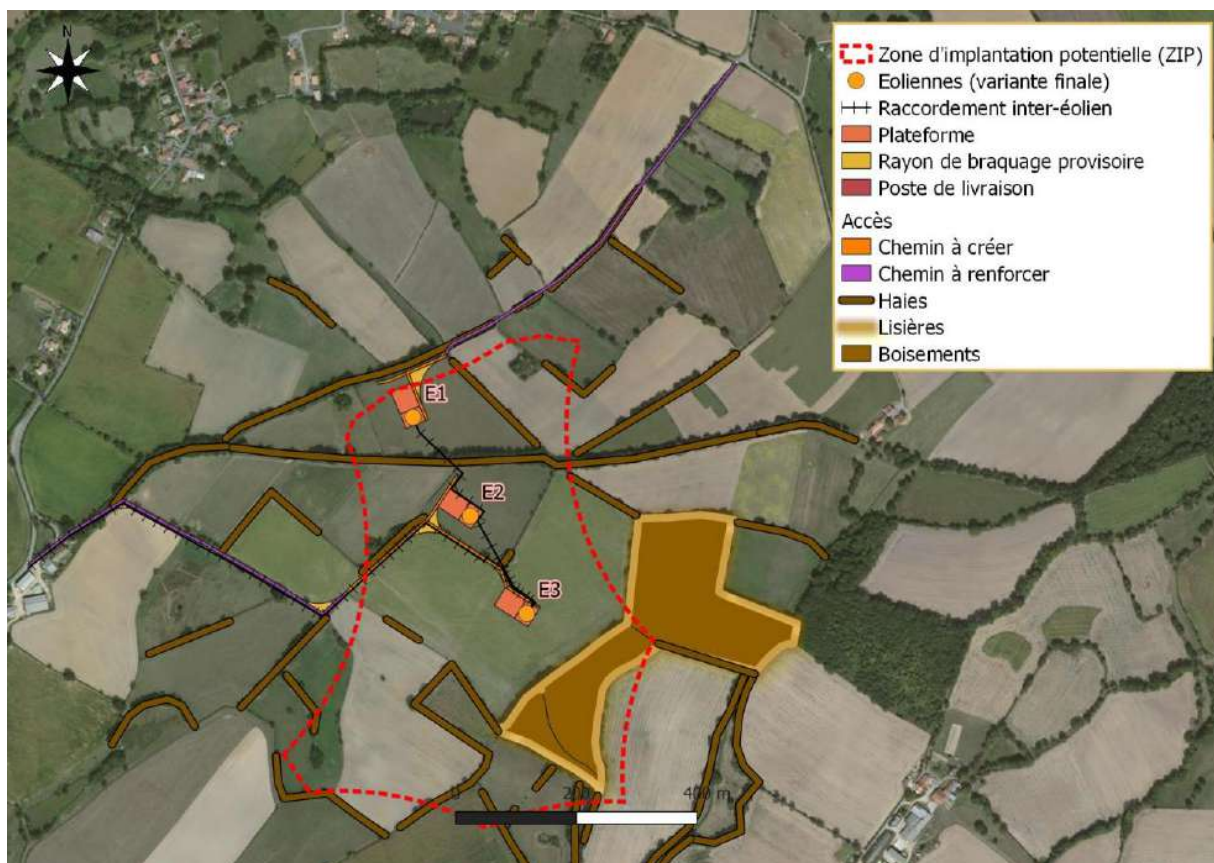 N
Zone d'implantation potentielle (ZIP)
Eoliennes (variante finale)
Raccordement inter-éolien
Plateforme
Rayon de braquage provisoire
Poste de livraison
Accès
Chemin à créer
Chemin à renforcer
Haies
Lisières
Boisements
E1
E2
E3
0
200
400 m